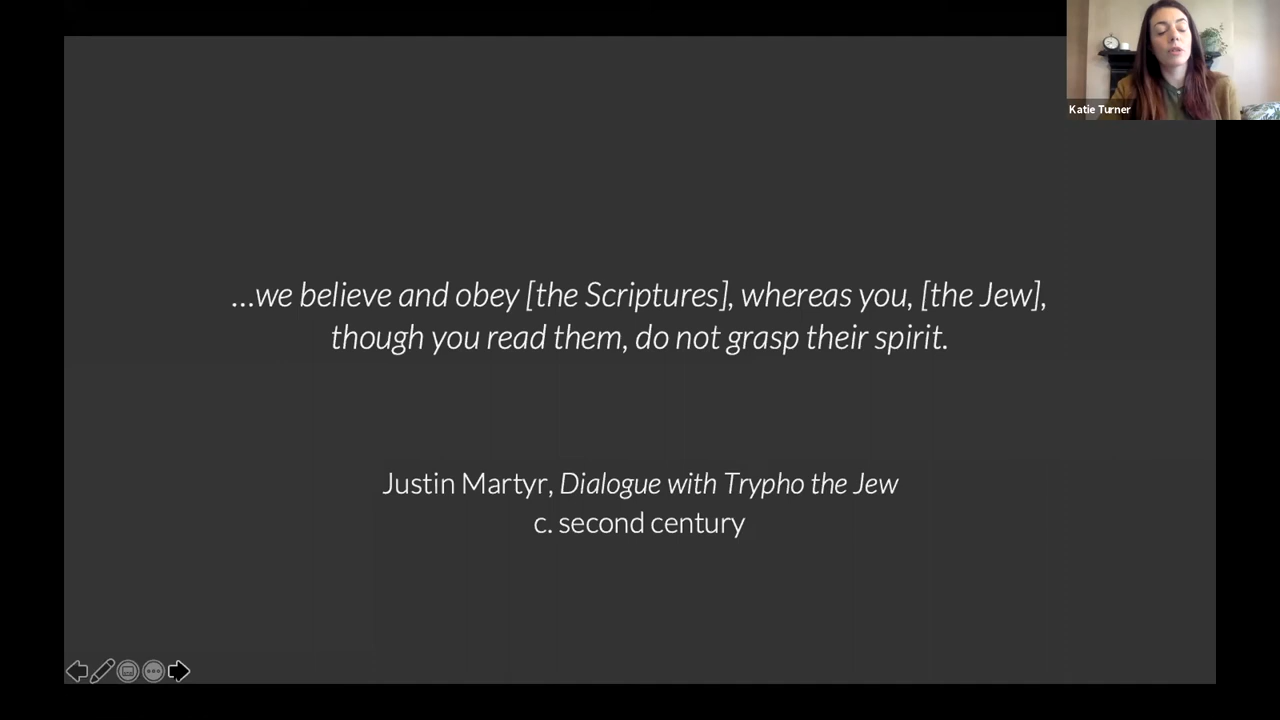 Katie Turner
...we believe and obey [the Scriptures], whereas you, [the Jew],
though you read them, do not grasp their spirit.
Justin Martyr, Dialogue with Trypho the Jew
c. second century